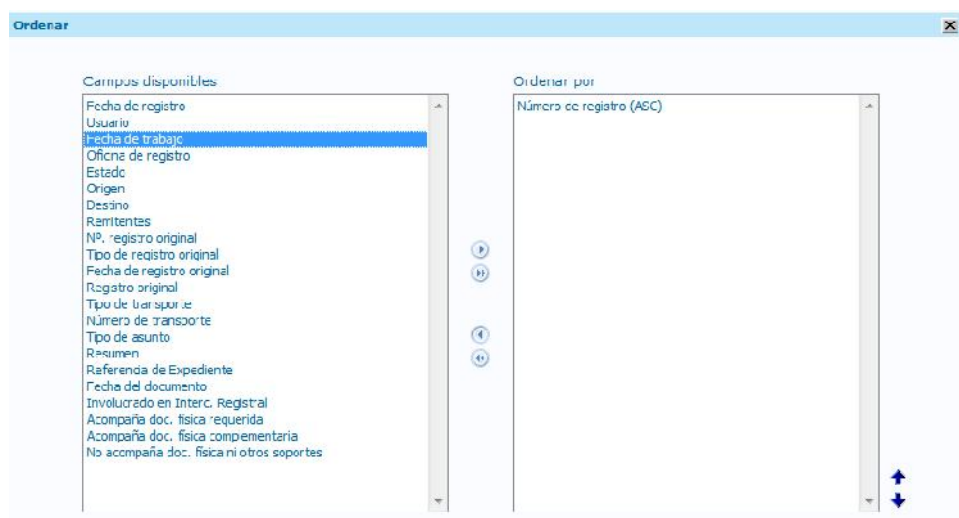 Ordenar
Campos disponibles
Fecha de registro
Usuario
Fecha de trabajo
Oficina de registro
Estado
Origen
Destino
Remitentes
Nº. registro original
Tipo de registro original
Fecha de registro original
Registro original
Tipo de transporte
Número de transporte
Tipo de asunto
Resumen
Referencia de Expediente
Fecha del documento
Involucrado en Interc. Registral
Acompaña doc. física requerida
Acompaña doc. física complementaria
No acompaña doc. física ni otros soportes
Ordenar por
Número de registro (ASC)